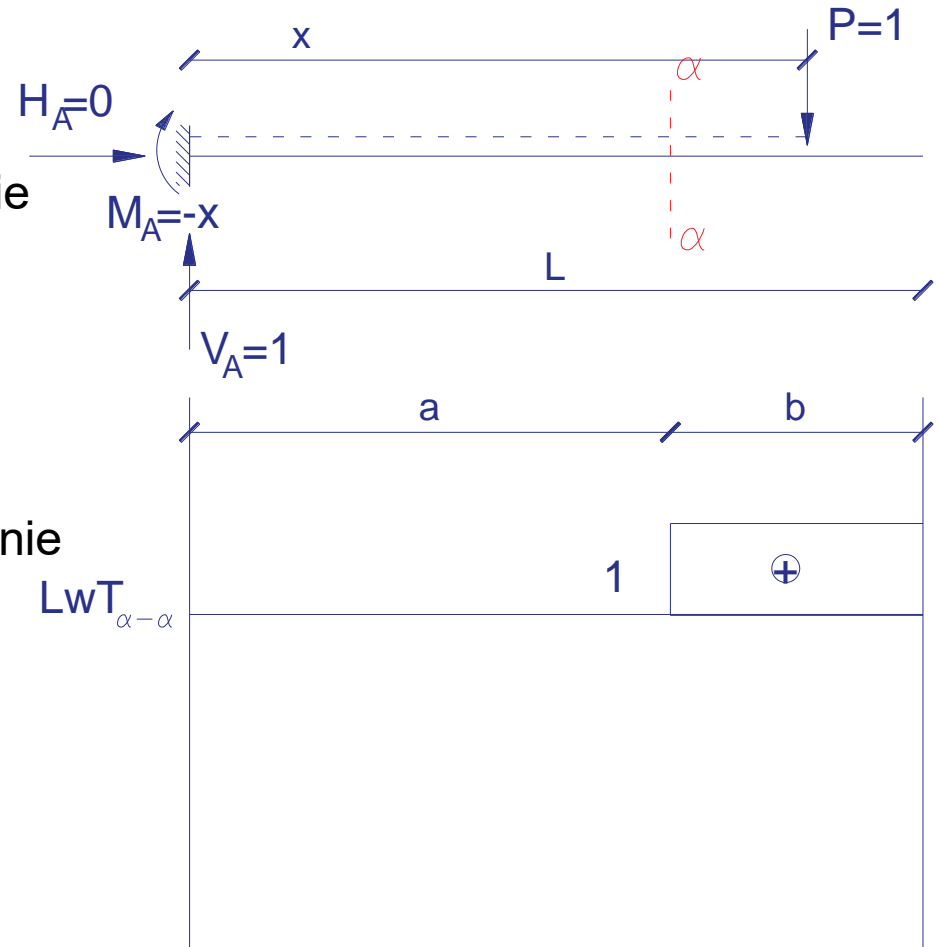 P=1
x
α
H_A=0
ie
M_A=-x
α
L
V_A=1
a b
nie
1 +
LwT_α-α